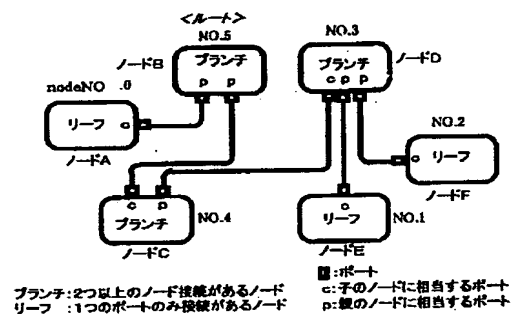 <ルート>
NO.5
ノードB
ブランチ
p p
NO.3
ノードD
ブランチ
c p p
nodeNO .0
リーフ c
ノードA
NO.2
c リーフ
ノードF
c p
ブランチ
NO.4
ノードC
c
リーフ
NO.1
ノードE
:ポート
ブランチ:2つ以上のノード接続があるノード
c:子のノードに相当するポート
リーフ :1つのポートのみ接続があるノード
p:親のノードに相当するポート